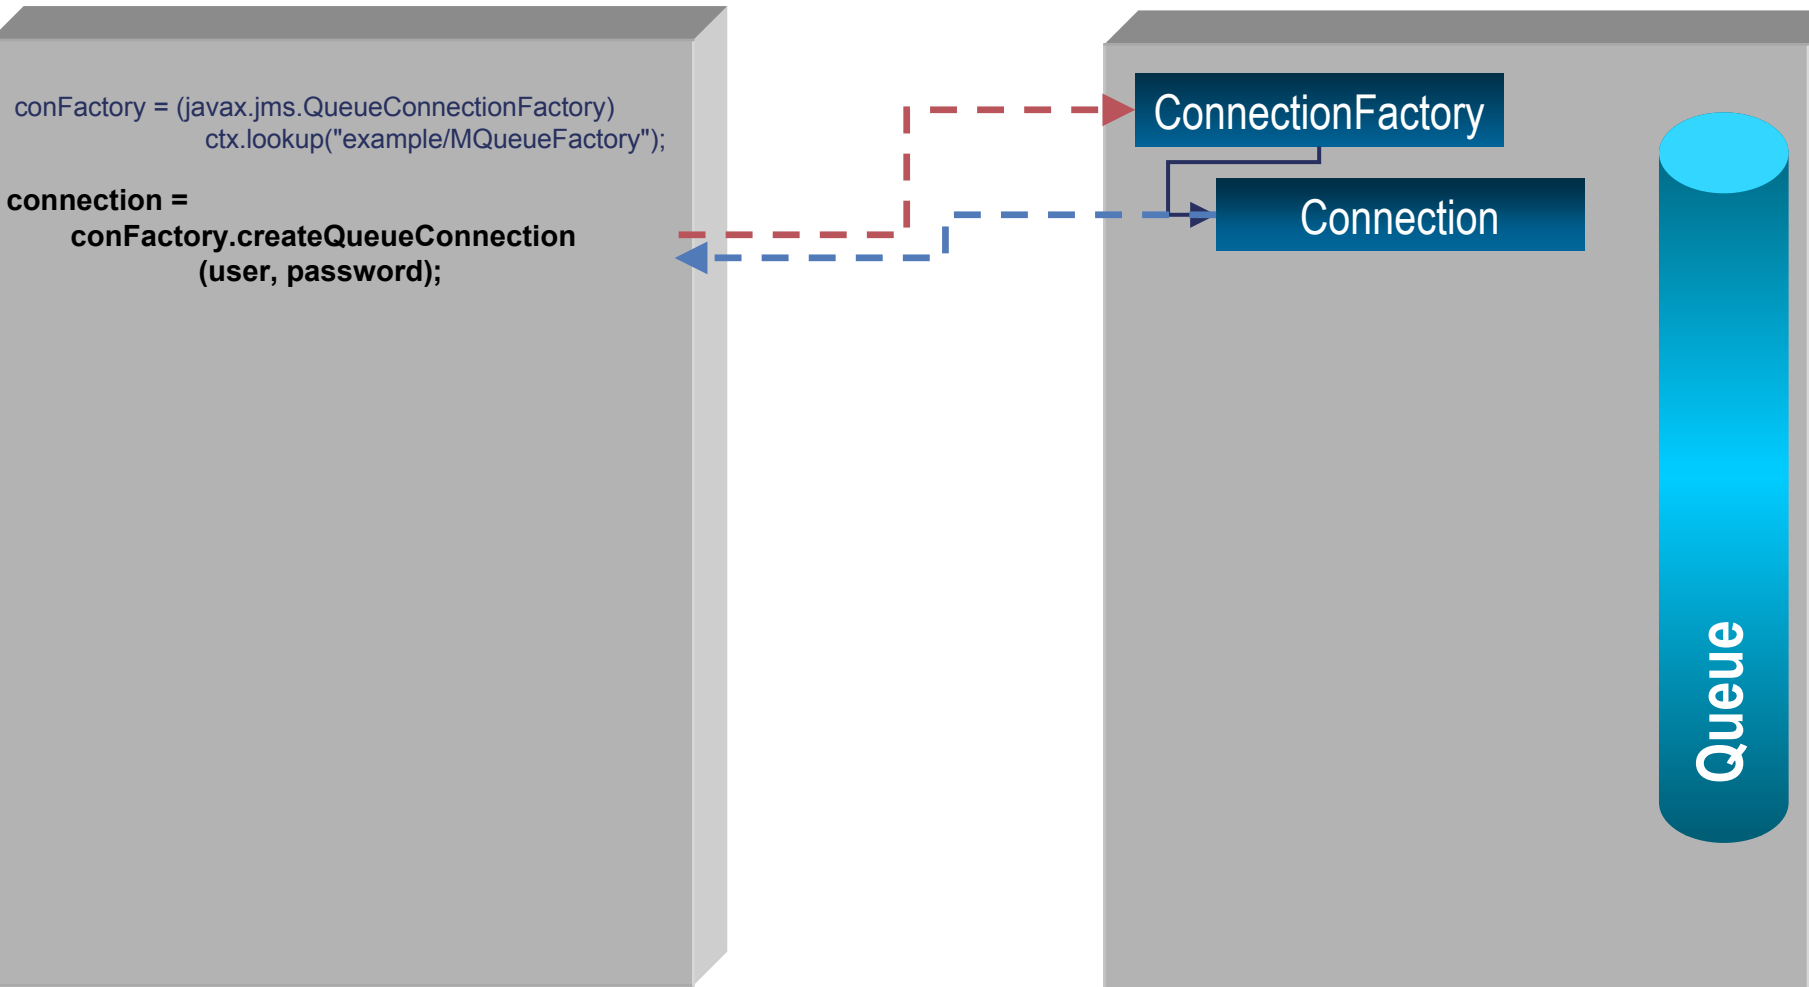 conFactory = (javax.jms.QueueConnectionFactory)
ctx.lookup("example/MQueueFactory");
connection =
conFactory.createQueueConnection
(user, password);
ConnectionFactory
Connection
Queue